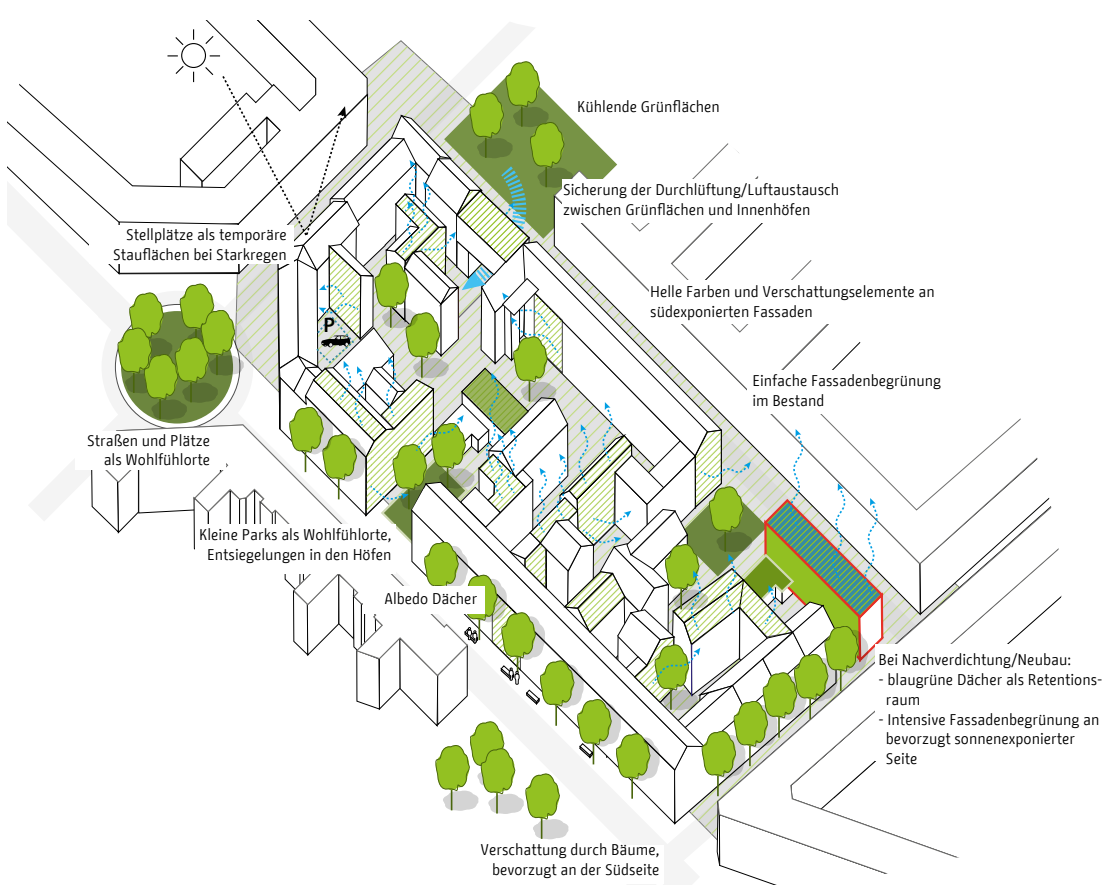 Kühlende Grünflächen
Sicherung der Durchlüftung/Luftaustausch
zwischen Grünflächen und Innenhöfen
Stellplätze als temporäre
Stauflächen bei Starkregen
Helle Farben und Verschattungselemente an
südexponierten Fassaden
P
Einfache Fassadenbegrünung
im Bestand
Straßen und Plätze
als Wohlfühlorte
Kleine Parks als Wohlfühlorte,
Entsiegelungen in den Höfen
Albedo Dächer
Bei Nachverdichtung/Neubau:
- blaugrüne Dächer als Retentions-
raum
- Intensive Fassadenbegrünung an
bevorzugt sonnenexponierter
Seite
Verschattung durch Bäume,
bevorzugt an der Südseite